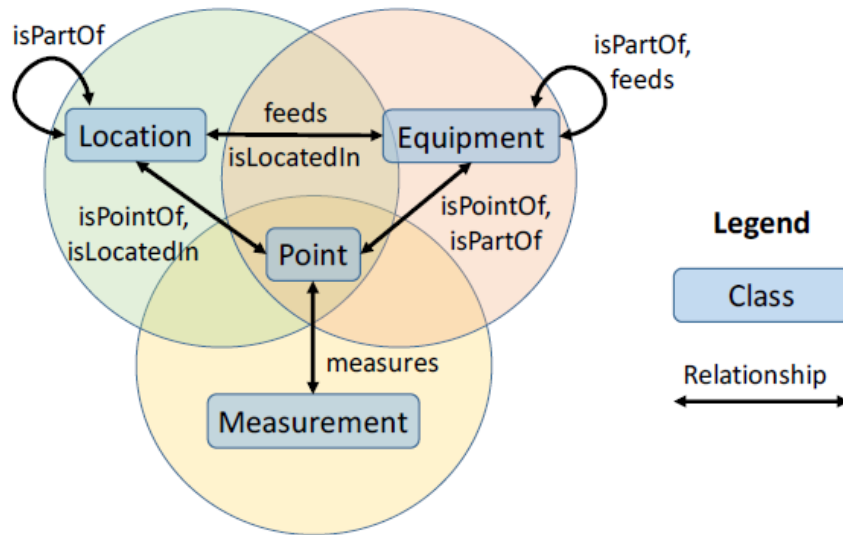 isPartOf
isPartOf,
feeds
feeds
Location
Equipment
isLocatedIn
isPointOf,
isLocatedIn
isPointOf,
isPartOf
Point
measures
Measurement
Legend
Class
Relationship